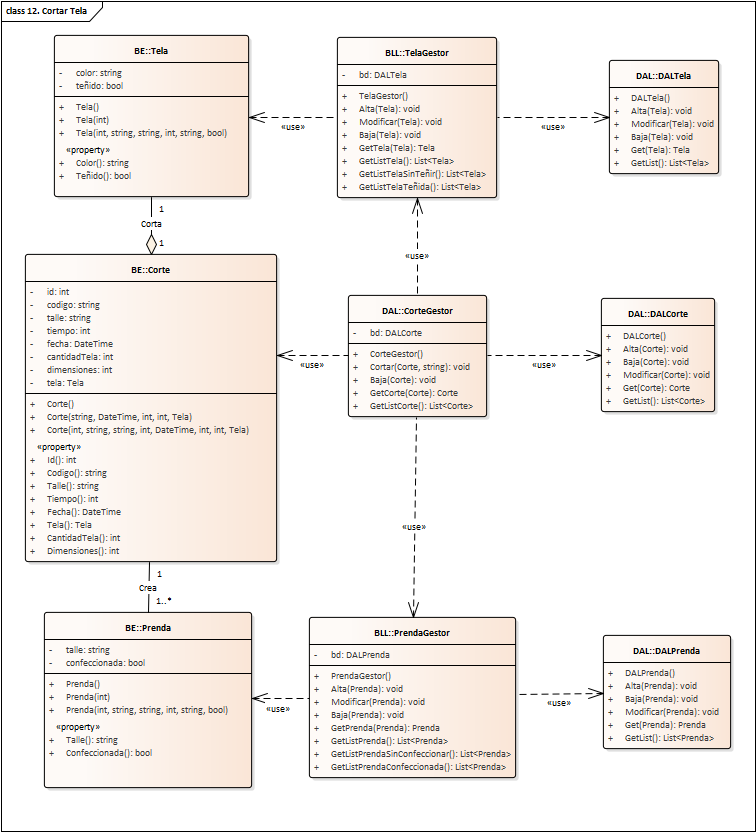 class 12. Cortar Tela
BE::Tela
- color: string
- teñido: bool
+ Tela()
+ Tela(int)
+ Tela(int, string, string, int, string, bool)
«property»
+ Color(): string
+ Teñido(): bool
BLL::TelaGestor
- bd: DALTela
+ TelaGestor()
+ Alta(Tela): void
+ Modificar(Tela): void
+ Baja(Tela): void
+ GetTela(Tela): Tela
+ GetListTela(): List<Tela>
+ GetListTelaSinTeñir(): List<Tela>
+ GetListTelaTeñida(): List<Tela>
DAL::DALTela
+ DALTela()
+ Alta(Tela): void
+ Modificar(Tela): void
+ Baja(Tela): void
+ Get(Tela): Tela
+ GetList(): List<Tela>
«use»
«use»
1
Corta
1
«use»
BE::Corte
- id: int
- codigo: string
- talle: string
- tiempo: int
- fecha: DateTime
- cantidadTela: int
- dimensiones: int
- tela: Tela
+ Corte()
+ Corte(string, DateTime, int, int, Tela)
+ Corte(int, string, string, int, DateTime, int, int, Tela)
«property»
+ Id(): int
+ Codigo(): string
+ Talle(): string
+ Tiempo(): int
+ Fecha(): DateTime
+ Tela(): Tela
+ CantidadTela(): int
+ Dimensiones(): int
DAL::CorteGestor
- bd: DALCorte
+ CorteGestor()
+ Cortar(Corte, string): void
+ Baja(Corte): void
+ GetCorte(Corte): Corte
+ GetListCorte(): List<Corte>
DAL::DALCorte
+ DALCorte()
+ Alta(Corte): void
+ Baja(Corte): void
+ Modificar(Corte): void
+ Get(Corte): Corte
+ GetList(): List<Corte>
«use»
«use»
«use»
1
Crea
1..*
BE::Prenda
- talle: string
- confeccionada: bool
+ Prenda()
+ Prenda(int)
+ Prenda(int, string, string, int, string, bool)
«property»
+ Talle(): string
+ Confeccionada(): bool
BLL::PrendaGestor
- bd: DALPrenda
+ PrendaGestor()
+ Alta(Prenda): void
+ Modificar(Prenda): void
+ Baja(Prenda): void
+ GetPrenda(Prenda): Prenda
+ GetListPrenda(): List<Prenda>
+ GetListPrendaSinConfeccionar(): List<Prenda>
+ GetListPrendaConfeccionada(): List<Prenda>
DAL::DALPrenda
+ DALPrenda()
+ Alta(Prenda): void
+ Baja(Prenda): void
+ Modificar(Prenda): void
+ Get(Prenda): Prenda
+ GetList(): List<Prenda>
«use»
«use»